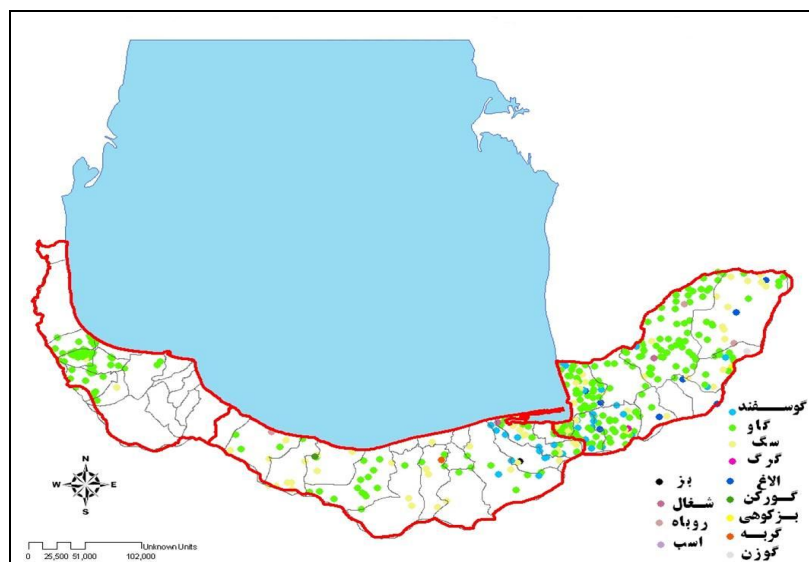 گوسفند
گاو
سگ
گرگ
الاغ
گورکن
بزکوهی
گربه
گوزن
بز
شغال
روباه
اسب
N
W E
S
0 25,500 51,000 102,000
Unknown Units